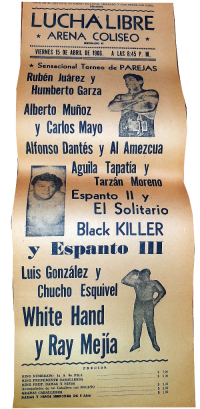 LUCHA LIBRE
★ ARENA COLISEO ★
VIERNES 15 DE ABRIL DE 1966. A LAS 8:45 P. M.
★ Sensacional Torneo de PAREJAS
Rubén Juárez y
Humberto Garza
Alberto Muñoz
y Carlos Mayo
Alfonso Dantés y Al Amezcua
Aguila Tapatía y
Tarzán Moreno
Espanto II y
El Solitario
Black KILLER
y Espanto III
Luis González y
Chucho Esquivel
White Hand
y Ray Mejía
PRECIOS